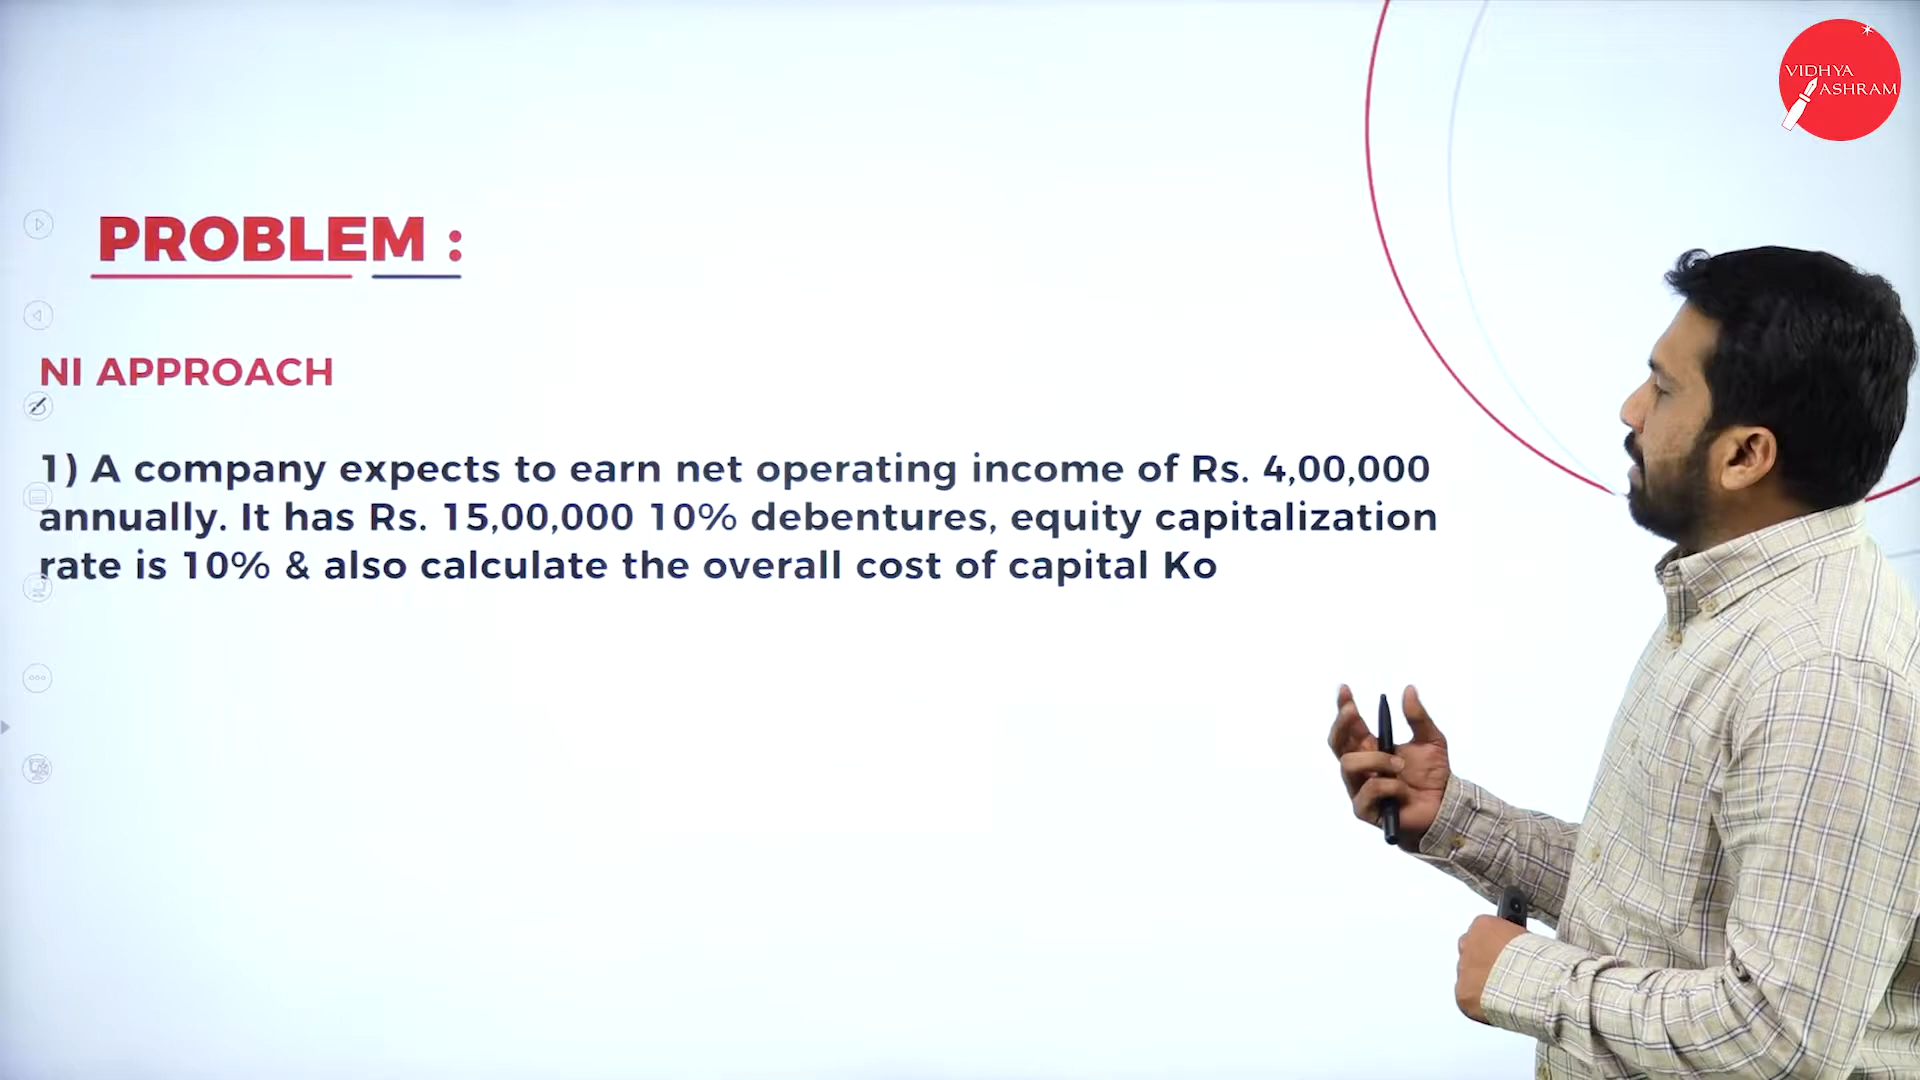 VIDHYA
ASHRAM
PROBLEM :
NI APPROACH
1) A company expects to earn net operating income of Rs. 4,00,000
annually. It has Rs. 15,00,000 10% debentures, equity capitalization
rate is 10% & also calculate the overall cost of capital Ko